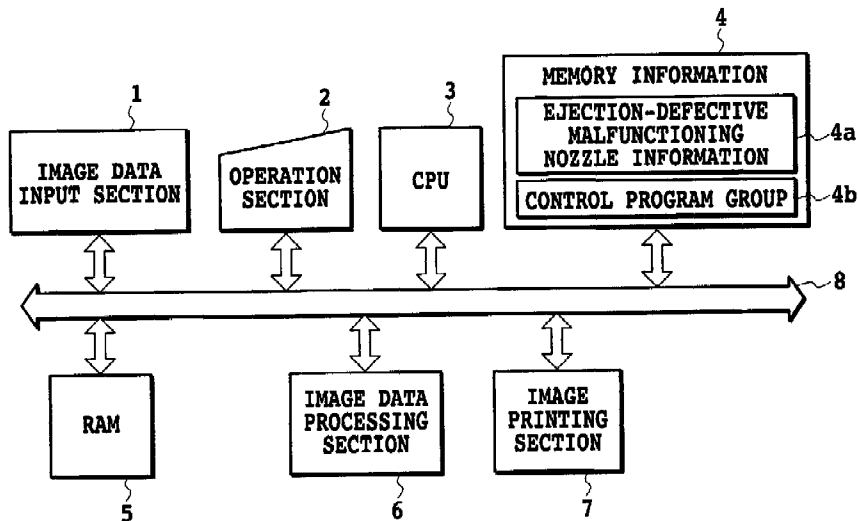 4
MEMORY INFORMATION
EJECTION-DEFECTIVE
MALFUNCTIONING
NOZZLE INFORMATION
4a
CONTROL PROGRAM GROUP
4b
1
IMAGE DATA
INPUT SECTION
2
OPERATION
SECTION
3
CPU
8
RAM
5
IMAGE DATA
PROCESSING
SECTION
6
IMAGE
PRINTING
SECTION
7